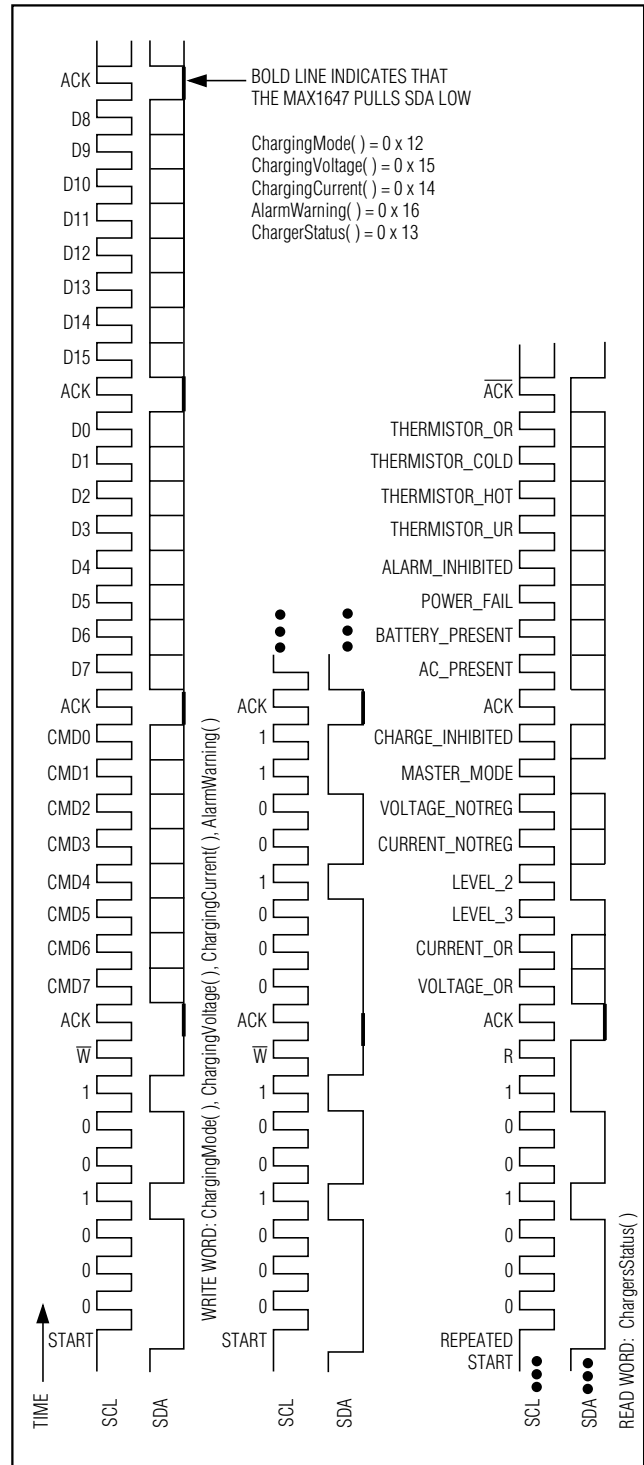 ACK
D8
D9
D10
D11
D12
D13
D14
D15
ACK
D0
D1
D2
D3
D4
D5
D6
D7
ACK
CMD0
CMD1
CMD2
CMD3
CMD4
CMD5
CMD6
CMD7
ACK
W
1
0
0
1
0
0
0
START
TIME
SCL
SDA
BOLD LINE INDICATES THAT
THE MAX1647 PULLS SDA LOW
ChargingMode( ) = 0 x 12
ChargingVoltage( ) = 0 x 15
ChargingCurrent( ) = 0 x 14
AlarmWarning( ) = 0 x 16
ChargerStatus( ) = 0 x 13
WRITE WORD: ChargingMode( ), ChargingVoltage( ), ChargingCurrent( ), AlarmWarning( )
ACK
1
1
0
0
1
0
0
0
ACK
W
1
0
0
1
0
0
0
START
SCL
SDA
ACK
THERMISTOR_OR
THERMISTOR_COLD
THERMISTOR_HOT
THERMISTOR_UR
ALARM_INHIBITED
POWER_FAIL
BATTERY_PRESENT
AC_PRESENT
ACK
CHARGE_INHIBITED
MASTER_MODE
VOLTAGE_NOTREG
CURRENT_NOTREG
LEVEL_2
LEVEL_3
CURRENT_OR
VOLTAGE_OR
ACK
R
1
0
0
1
0
0
0
REPEATED
START
SCL
SDA
READ WORD: ChargersStatus( )